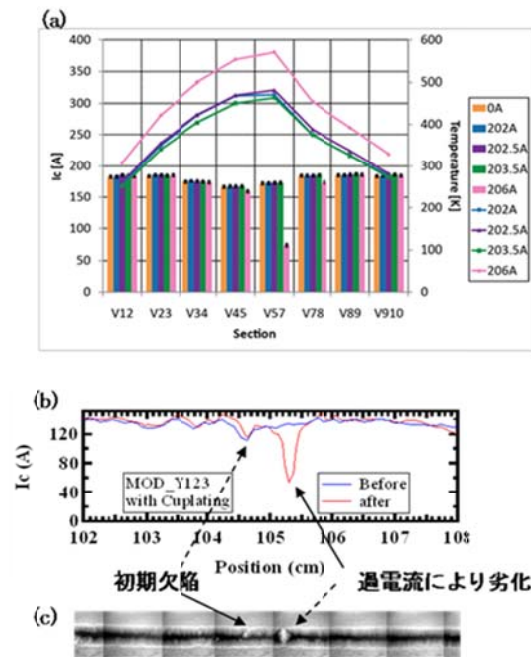 (a)
400
350
300
250
200
150
100
50
0
Ic [A]
600
500
400
300
200
100
0
Temperature [K]
V12 V23 V34 V45 V57 V78 V89 V910
Section
0A
202A
202.5A
203.5A
206A
202A
202.5A
203.5A
206A
(b)
120
80
40
0
Ic (A)
MOD_Y123
with Cuplating
Before
after
102 103 104 105 106 107 108
Position (cm)
初期欠陥
過電流により劣化
(c)